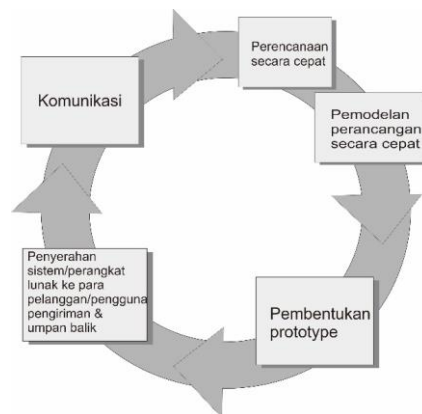 Komunikasi
Perencanaan
secara cepat
Pemodelan
perancangan
secara cepat
Pembentukan
prototype
Penyerahan
sistem/perangkat
lunak ke para
pelanggan/pengguna
pengiriman &
umpan balik